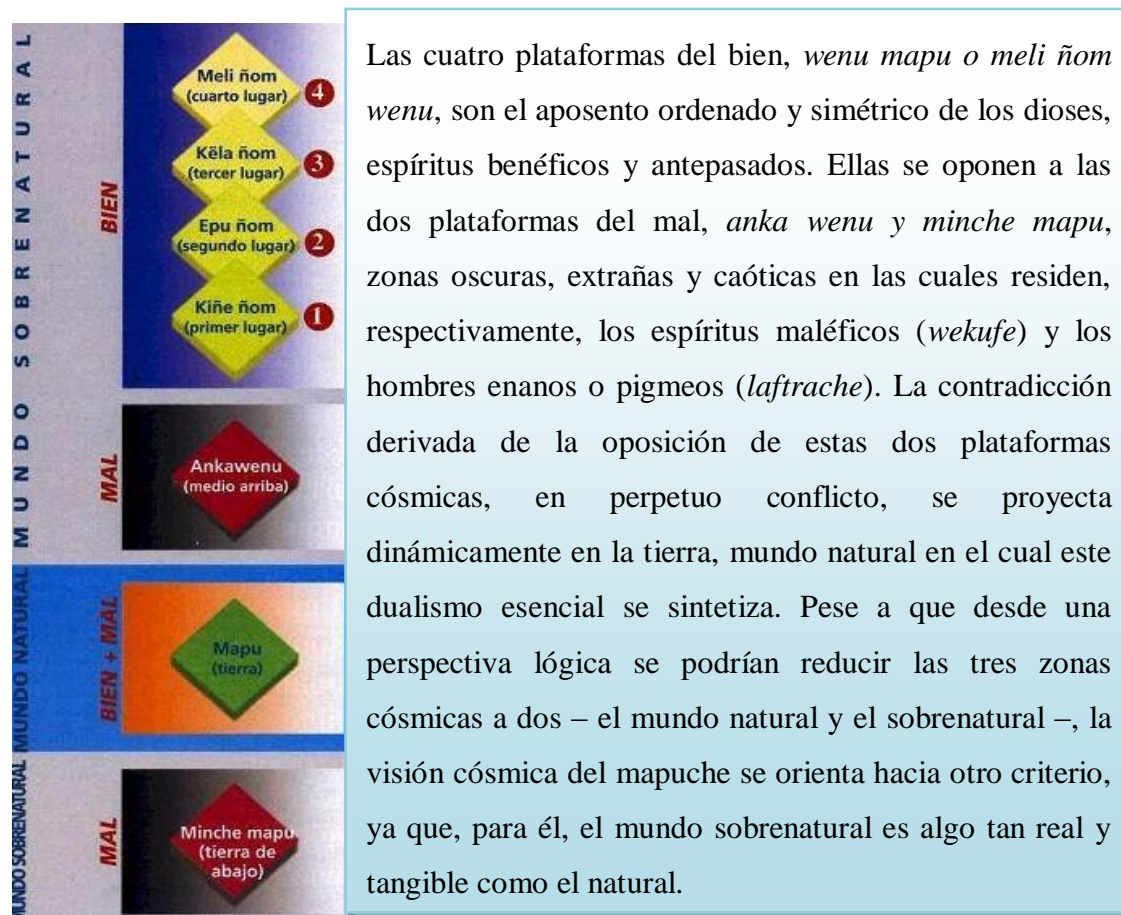 MUNDO SOBRENATURAL
BIEN
Meli ñom
(cuarto lugar)
4
Këla ñom
(tercer lugar)
3
Epu ñom
(segundo lugar)
2
Kiñe ñom
(primer lugar)
1
MAL
Ankawenu
(medio arriba)
MUNDO NATURAL
BIEN + MAL
Mapu
(tierra)
MUNDO SOBRENATURAL
MAL
Minche mapu
(tierra de
abajo)
Las cuatro plataformas del bien, wenu mapu o meli ñom
wenu, son el aposento ordenado y simétrico de los dioses,
espíritus benéficos y antepasados. Ellas se oponen a las
dos plataformas del mal, anka wenu y minche mapu,
zonas oscuras, extrañas y caóticas en las cuales residen,
respectivamente, los espíritus maléficos (wekufe) y los
hombres enanos o pigmeos (laftrache). La contradicción
derivada de la oposición de estas dos plataformas
cósmicas, en perpetuo conflicto, se proyecta
dinámicamente en la tierra, mundo natural en el cual este
dualismo esencial se sintetiza. Pese a que desde una
perspectiva lógica se podrían reducir las tres zonas
cósmicas a dos – el mundo natural y el sobrenatural –, la
visión cósmica del mapuche se orienta hacia otro criterio,
ya que, para él, el mundo sobrenatural es algo tan real y
tangible como el natural.